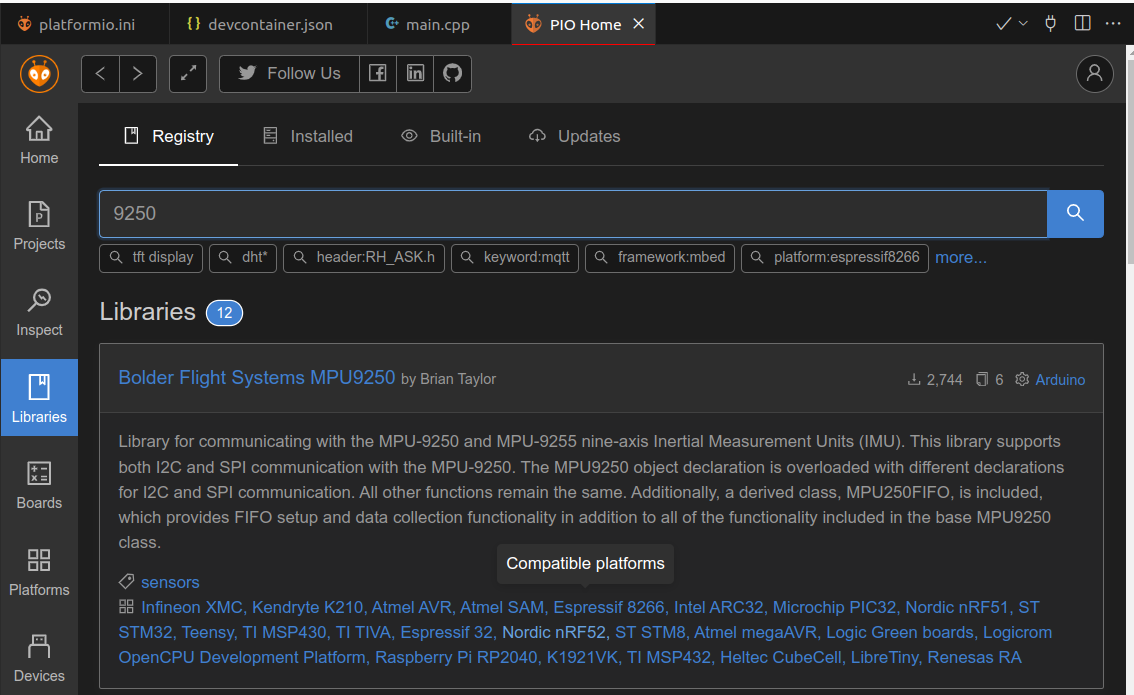 platformio.ini
{} devcontainer.json
main.cpp
PIO Home
Follow Us
Home
Projects
Inspect
Libraries
Boards
Platforms
Devices
Registry
Installed
Built-in
Updates
9250
tft display
dht*
header:RH_ASK.h
keyword:mqtt
framework:mbed
platform:espressif8266
more...
Libraries 12
Bolder Flight Systems MPU9250 by Brian Taylor
2,744
6
Arduino
Library for communicating with the MPU-9250 and MPU-9255 nine-axis Inertial Measurement Units (IMU). This library supports
both I2C and SPI communication with the MPU-9250. The MPU9250 object declaration is overloaded with different declarations
for I2C and SPI communication. All other functions remain the same. Additionally, a derived class, MPU250FIFO, is included,
which provides FIFO setup and data collection functionality in addition to all of the functionality included in the base MPU9250
class.
Compatible platforms
sensors
Infineon XMC, Kendryte K210, Atmel AVR, Atmel SAM, Espressif 8266, Intel ARC32, Microchip PIC32, Nordic nRF51, ST
STM32, Teensy, TI MSP430, TI TIVA, Espressif 32, Nordic nRF52, ST STM8, Atmel megaAVR, Logic Green boards, Logicrom
OpenCPU Development Platform, Raspberry Pi RP2040, K1921VK, TI MSP432, Heltec CubeCell, LibreTiny, Renesas RA